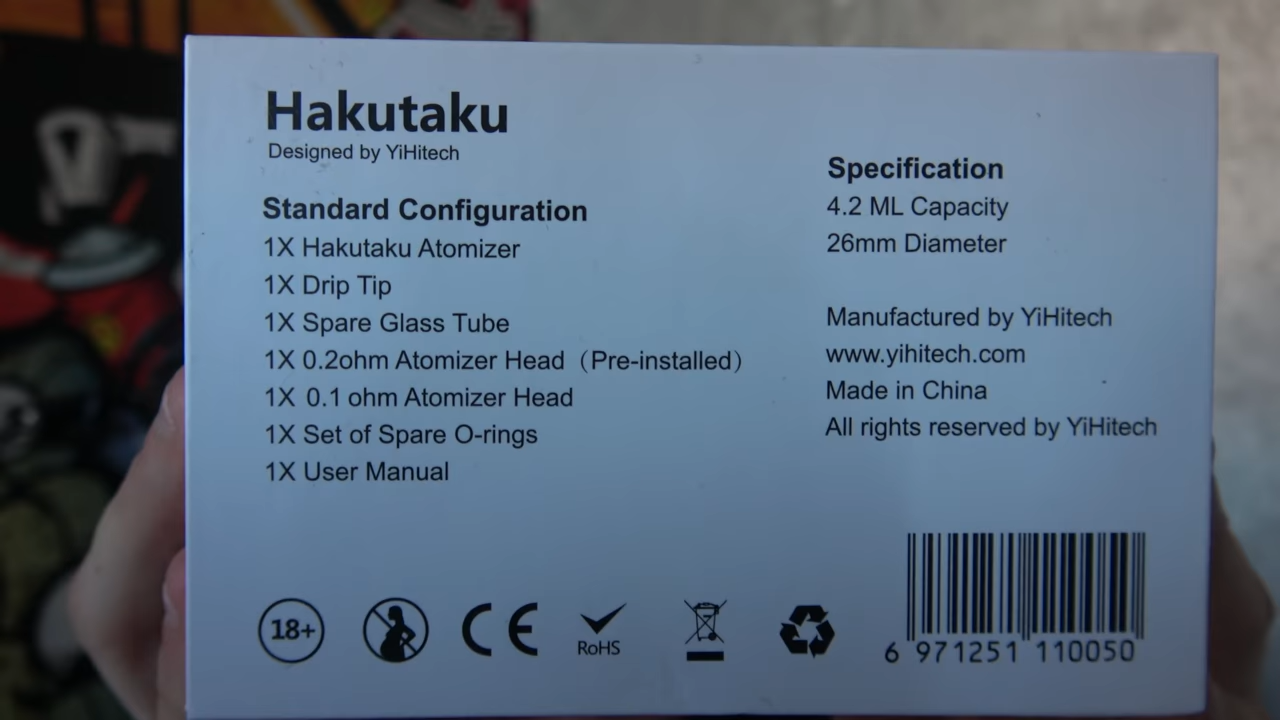 Hakutaku
Designed by YiHitech
Standard Configuration
1X Hakutaku Atomizer
1X Drip Tip
1X Spare Glass Tube
1X 0.2ohm Atomizer Head（Pre-installed）
1X 0.1 ohm Atomizer Head
1X Set of Spare O-rings
1X User Manual
Specification
4.2 ML Capacity
26mm Diameter
Manufactured by YiHitech
www.yihitech.com
Made in China
All rights reserved by YiHitech
18+
CE
RoHS
6 971251 110050